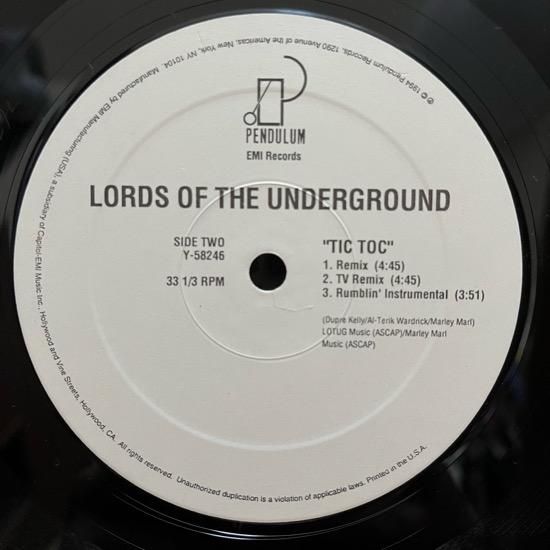 PENDULUM
EMI Records
LORDS OF THE UNDERGROUND
SIDE TWO
Y-58246
33 1/3 RPM
"TIC TOC"
1. Remix (4:45)
2. TV Remix (4:45)
3. Rumblin' Instrumental (3:51)
(Dupre Kelly/Al-Terik Wardrick/Marley Marl)
LOTUG Music (ASCAP)/Marley Marl
Music (ASCAP)
℗ © 1994 Pendulum Records, 1290 Avenue of the Americas, New York, NY 10104. Manufactured by EMI Manufacturing (USA), a subsidiary of Capitol-EMI Music Inc., Hollywood and Vine Streets, Hollywood, CA. All rights reserved. Unauthorized duplication is a violation of applicable laws. Printed in the U.S.A.